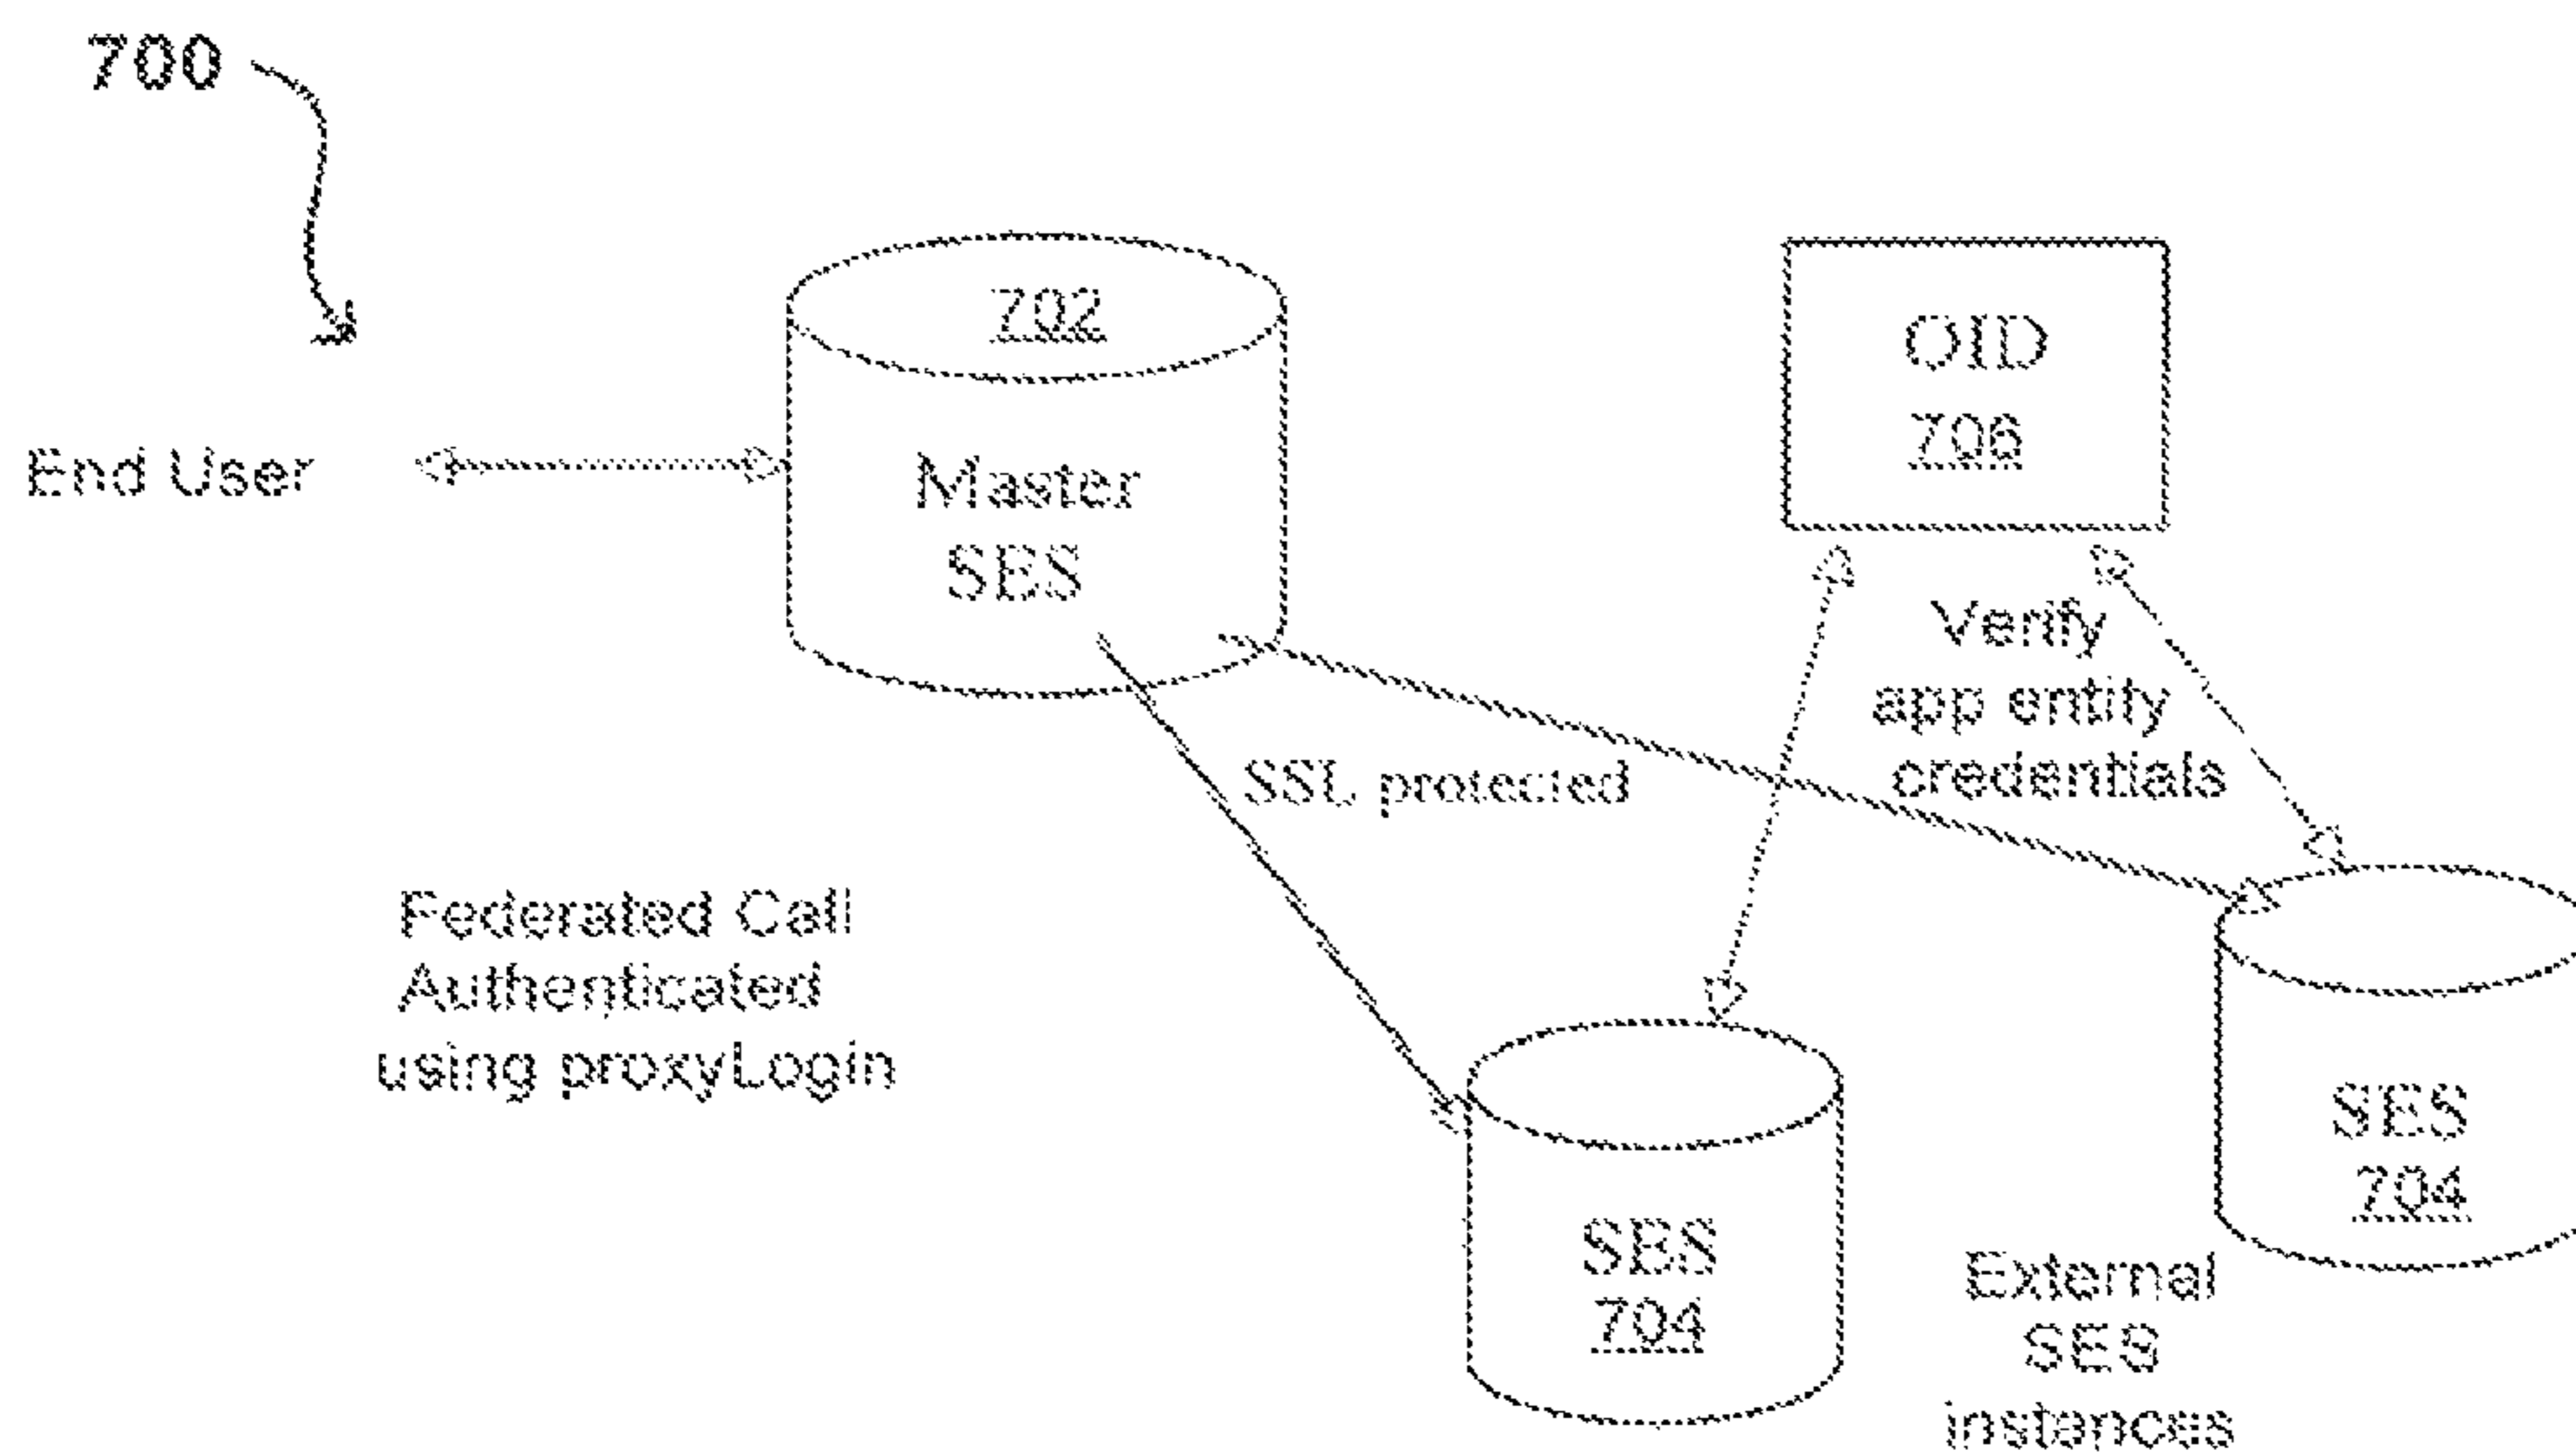 700
702
Master
SES
End User
OID
706
Verify
app entity
credentials
SSL protected
Federated Call
Authenticated
using proxyLogin
SES
704
SES
704
External
SES
instances